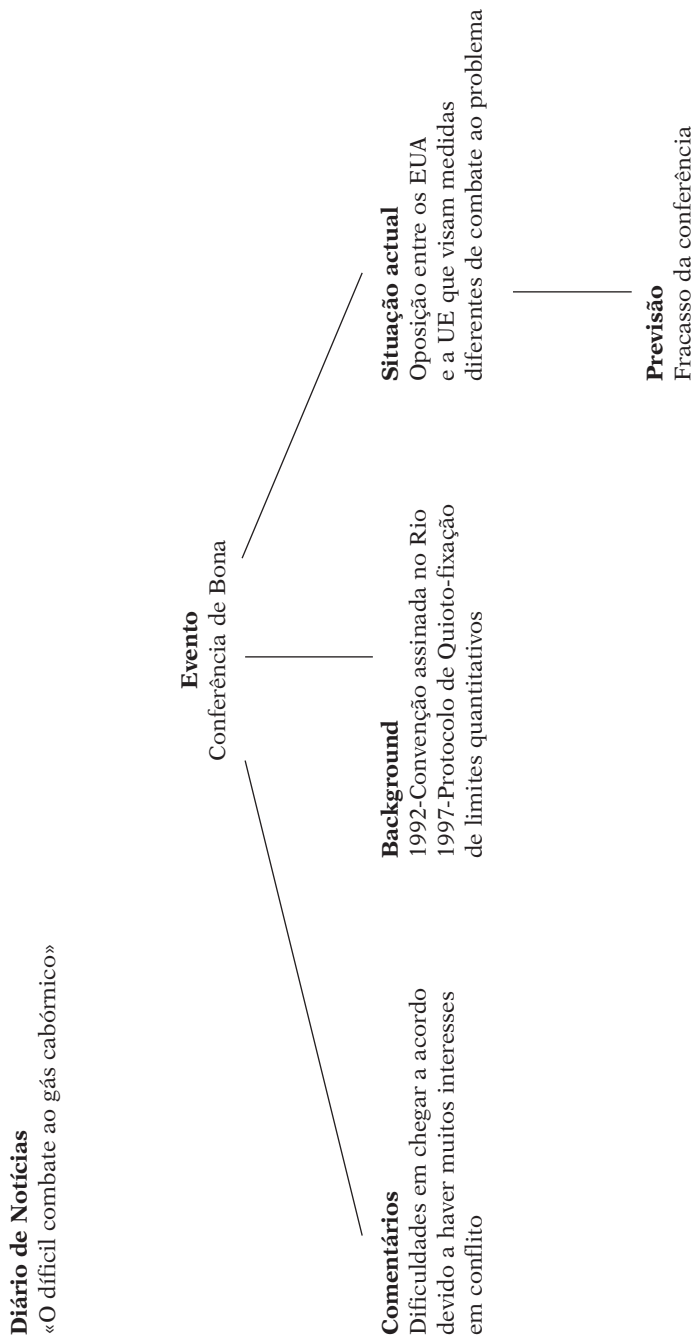 Diário de Notícias
«O díficil combate ao gás cabórnico»
Evento
Conferência de Bona
Comentários
Dificuldades em chegar a acordo
devido a haver muitos interesses
em conflito
Background
1992-Convenção assinada no Rio
1997-Protocolo de Quioto-fixação
de limites quantitativos
Situação actual
Oposição entre os EUA
e a UE que visam medidas
diferentes de combate ao problema
Previsão
Fracasso da conferência